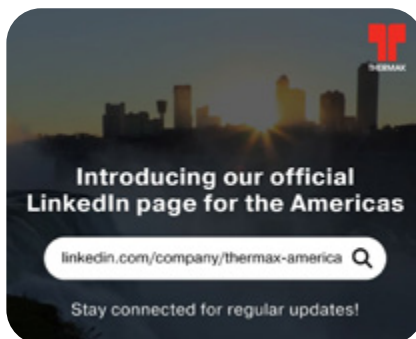 THERMAX
Introducing our official
LinkedIn page for the Americas
linkedin.com/company/thermax-america
Stay connected for regular updates!